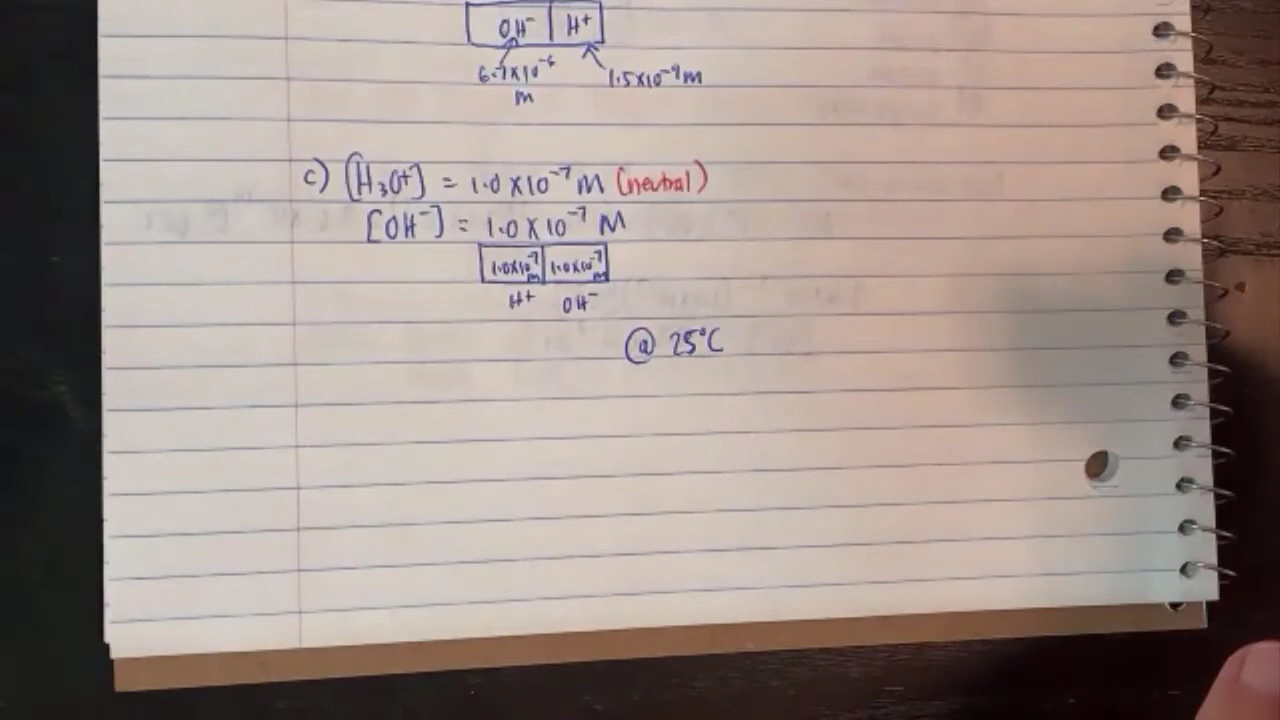 OH⁻ H⁺
6.7x10⁻⁶ 1.5x10⁻⁹ m
m
c) [H₃O⁺] = 1.0 x 10⁻⁷ M (neutral)
[OH⁻] = 1.0 x 10⁻⁷ M
1.0x10⁻⁷ m 1.0x10⁻⁷ m
H⁺ OH⁻
@ 25°C